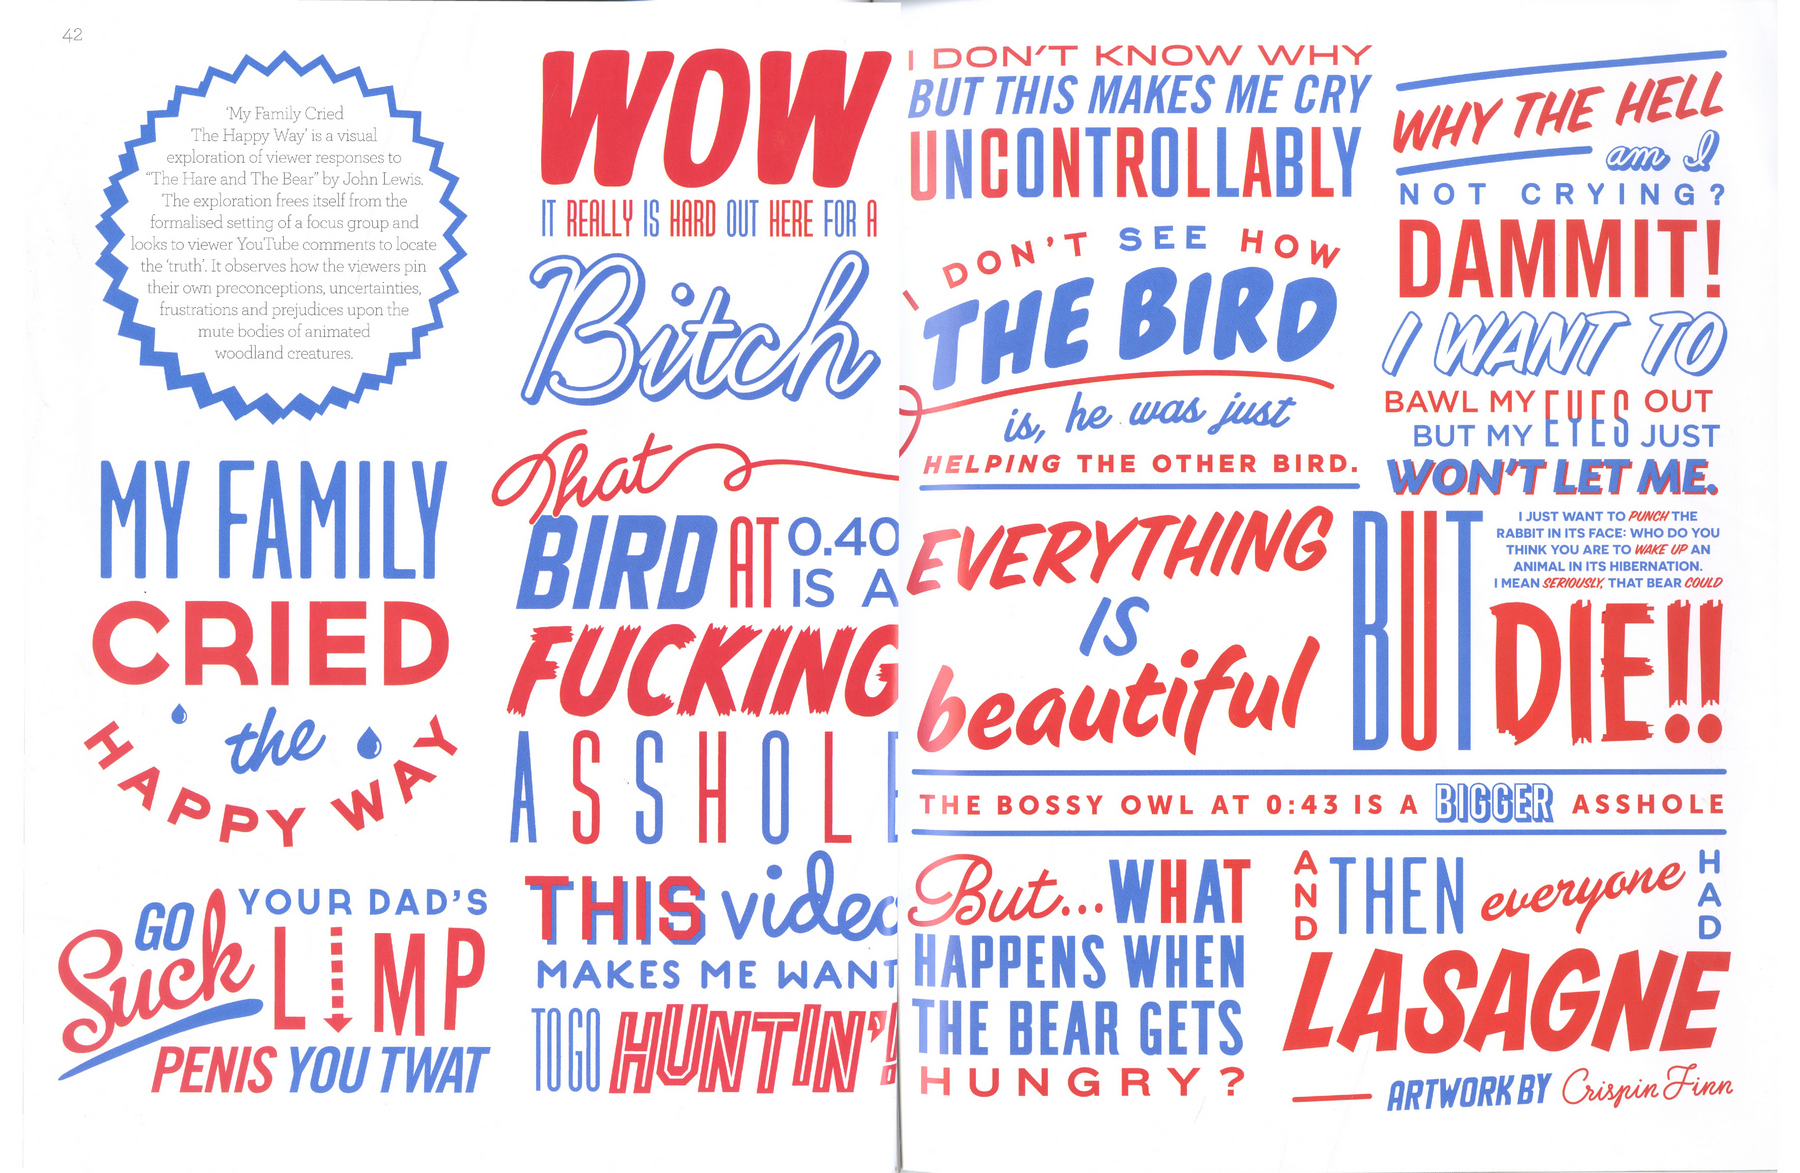 42
'My Family Cried
The Happy Way' is a visual
exploration of viewer responses to
"The Hare and The Bear" by John Lewis.
The exploration frees itself from the
formalised setting of a focus group and
looks to viewer YouTube comments to locate
the 'truth'. It observes how the viewers pin
their own preconceptions, uncertainties,
frustrations and prejudices upon the
mute bodies of animated
woodland creatures.
MY FAMILY
CRIED
the
HAPPY WAY
GO
Suck
YOUR DAD'S
LIMP
PENIS YOU TWAT
WOW
IT REALLY IS HARD OUT HERE FOR A
Bitch
That
BIRD AT 0.40
IS A
FUCKING
ASSHOLE
THIS video
MAKES ME WANT
TO GO HUNTIN'!
I DON'T KNOW WHY
BUT THIS MAKES ME CRY
UNCONTROLLABLY
I DON'T SEE HOW
THE BIRD
is, he was just
HELPING THE OTHER BIRD.
EVERYTHING
IS
beautiful
WHY THE HELL
am I
NOT CRYING?
DAMMIT!
I WANT TO
BAWL MY EYES OUT
BUT MY EYES JUST
WON'T LET ME.
BUT
I JUST WANT TO PUNCH THE
RABBIT IN ITS FACE: WHO DO YOU
THINK YOU ARE TO WAKE UP AN
ANIMAL IN ITS HIBERNATION.
I MEAN SERIOUSLY, THAT BEAR COULD
DIE!!
THE BOSSY OWL AT 0:43 IS A BIGGER ASSHOLE
But... WHAT
HAPPENS WHEN
THE BEAR GETS
HUNGRY?
AND THEN everyone HAD
LASAGNE
ARTWORK BY Crispin Finn